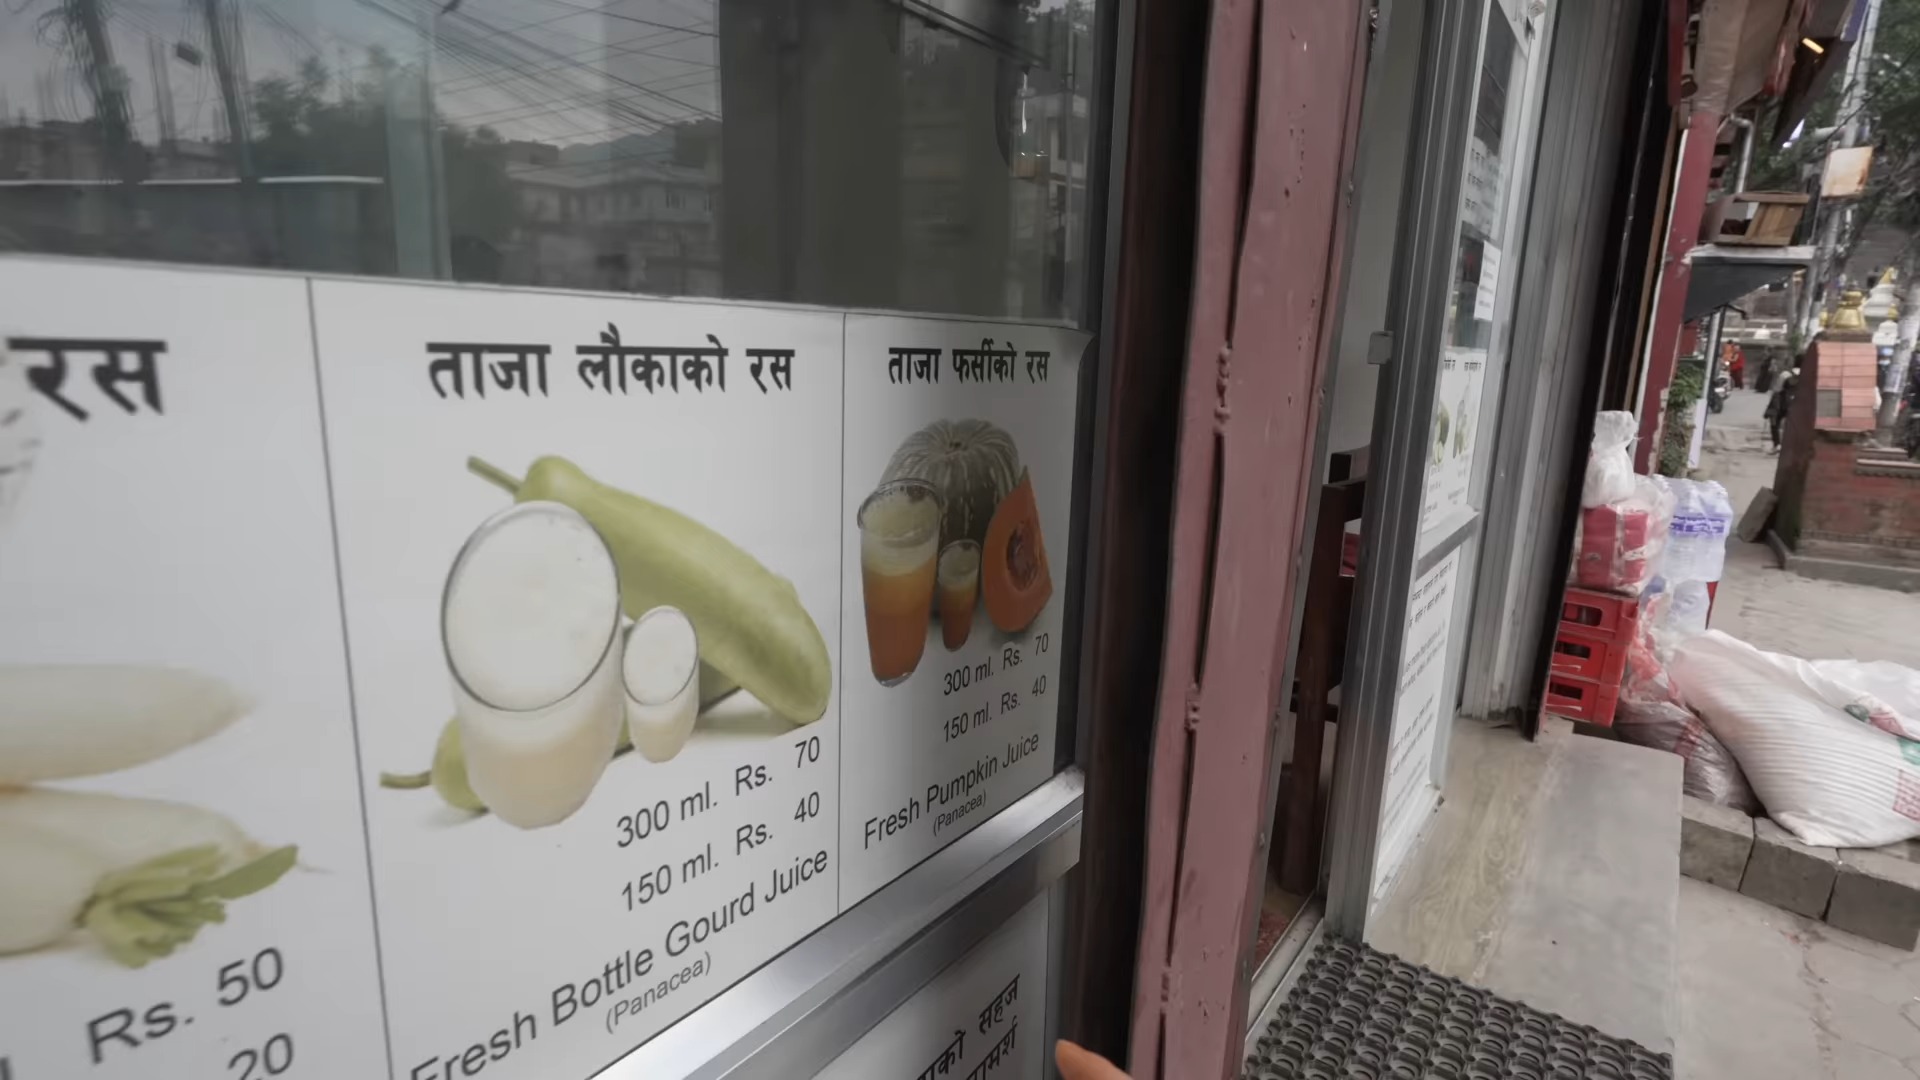 रस
Rs. 50
20
ताजा लौकाको रस
300 ml. Rs. 70
150 ml. Rs. 40
Fresh Bottle Gourd Juice
(Panacea)
ताजा फर्सीको रस
300 ml. Rs. 70
150 ml. Rs. 40
Fresh Pumpkin Juice
(Panacea)
सहज